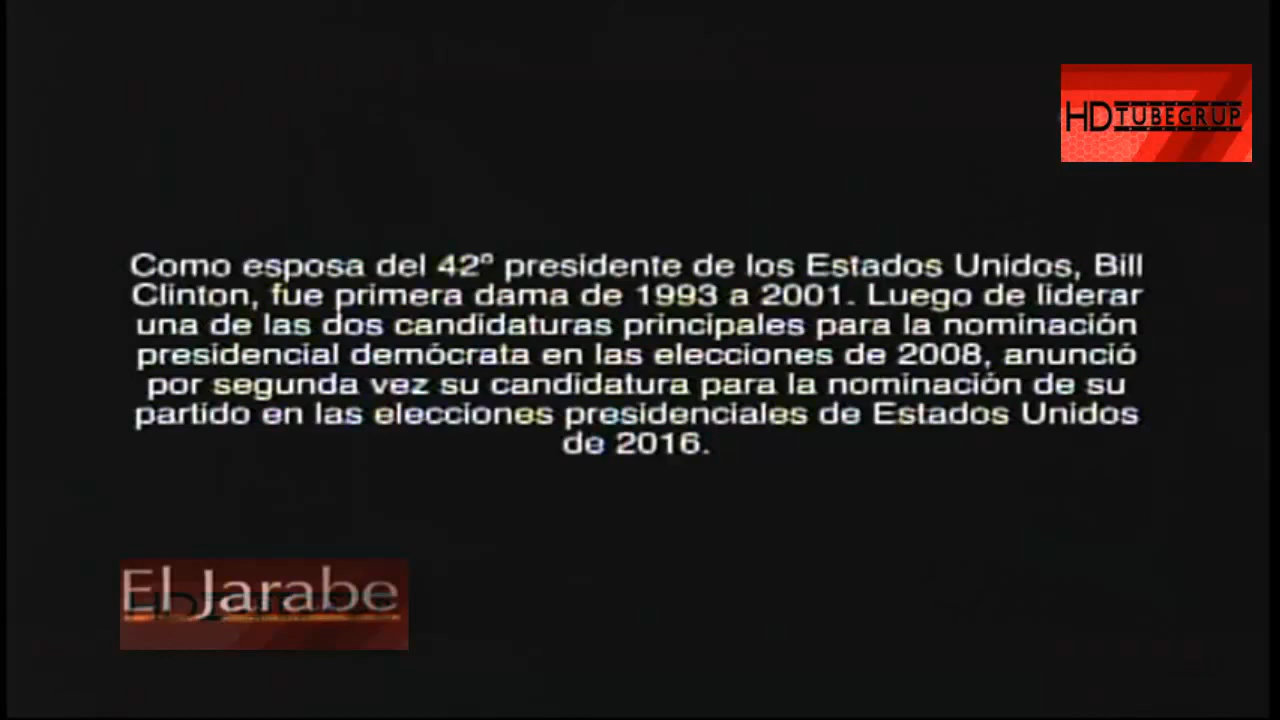 HDTUBEGRUP
Como esposa del 42º presidente de los Estados Unidos, Bill
Clinton, fue primera dama de 1993 a 2001. Luego de liderar
una de las dos candidaturas principales para la nominación
presidencial demócrata en las elecciones de 2008, anunció
por segunda vez su candidatura para la nominación de su
partido en las elecciones presidenciales de Estados Unidos
de 2016.
El Jarabe